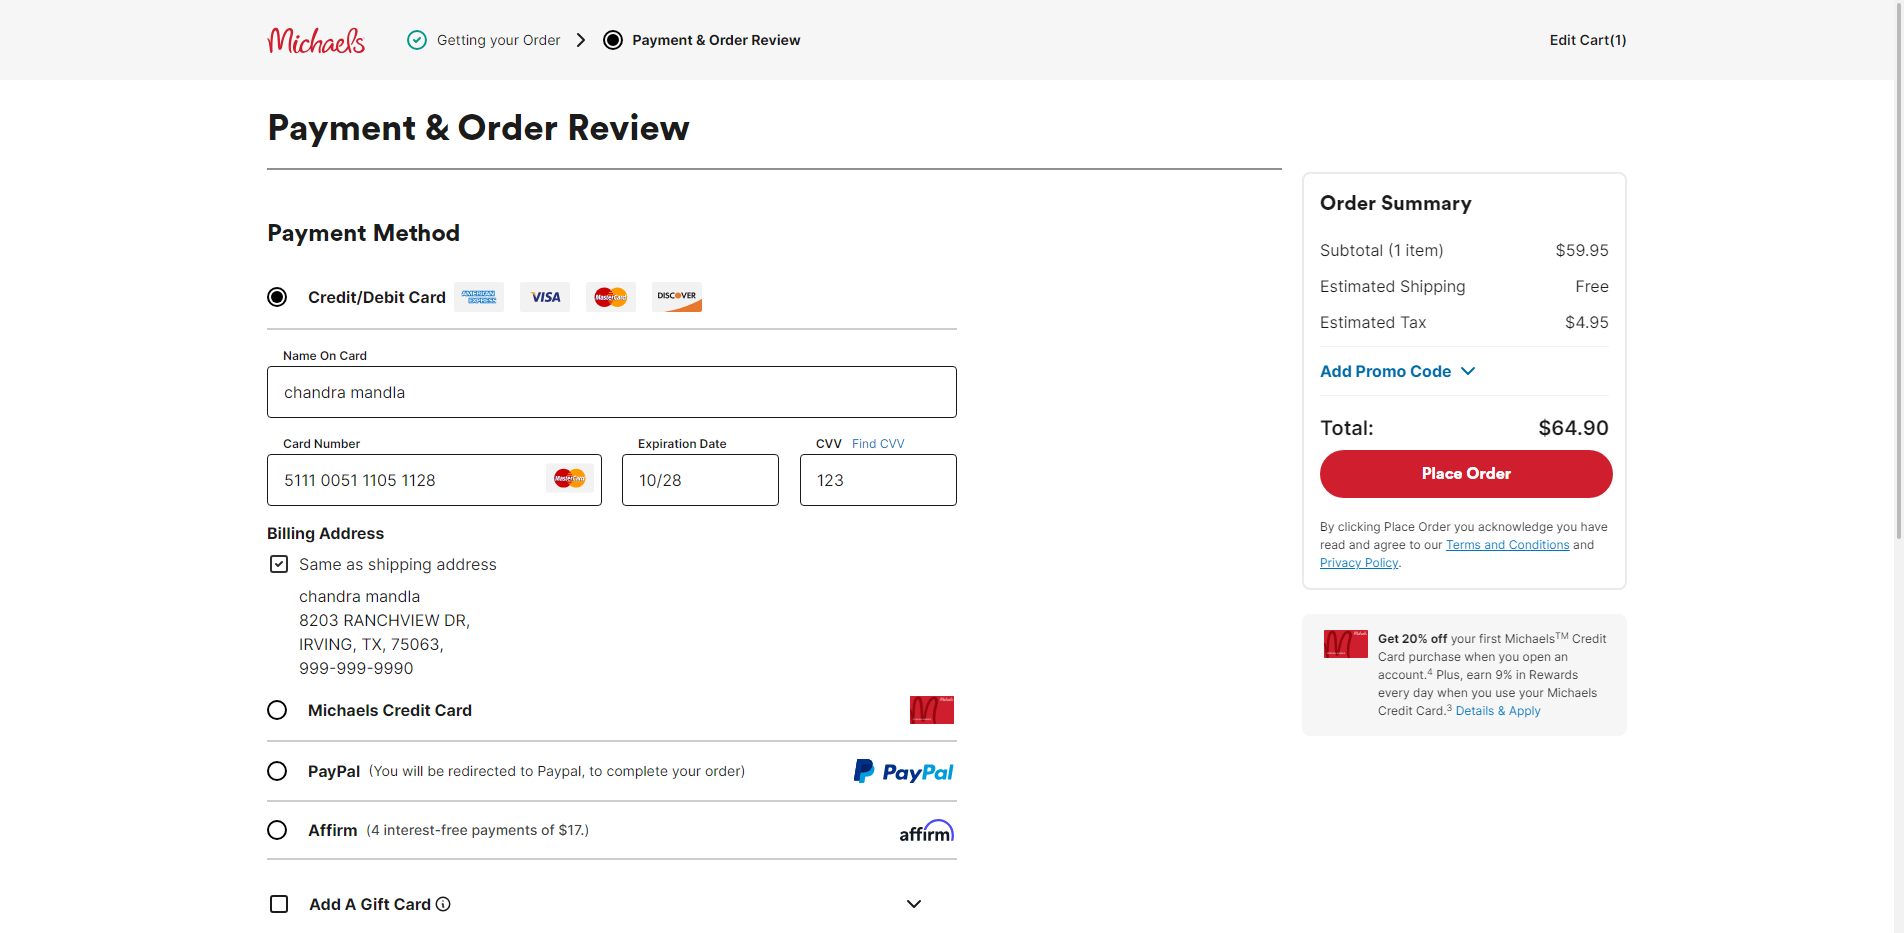 Michaels
Getting your Order
Payment & Order Review
Edit Cart(1)
Payment & Order Review
Payment Method
Credit/Debit Card
AMERICAN EXPRESS
VISA
MasterCard
DISCOVER
Name On Card
chandra mandla
Card Number
Expiration Date
CVV Find CVV
5111 0051 1105 1128
MasterCard
10/28
123
Billing Address
Same as shipping address
chandra mandla
8203 RANCHVIEW DR,
IRVING, TX, 75063,
999-999-9990
Michaels Credit Card
PayPal (You will be redirected to Paypal, to complete your order)
PayPal
Affirm (4 interest-free payments of $17.)
affirm
Add A Gift Card
Order Summary
Subtotal (1 item) $59.95
Estimated Shipping Free
Estimated Tax $4.95
Add Promo Code
Total: $64.90
Place Order
By clicking Place Order you acknowledge you have
read and agree to our Terms and Conditions and
Privacy Policy.
Get 20% off your first Michaels™ Credit
Card purchase when you open an
account.⁴ Plus, earn 9% in Rewards
every day when you use your Michaels
Credit Card.³ Details & Apply